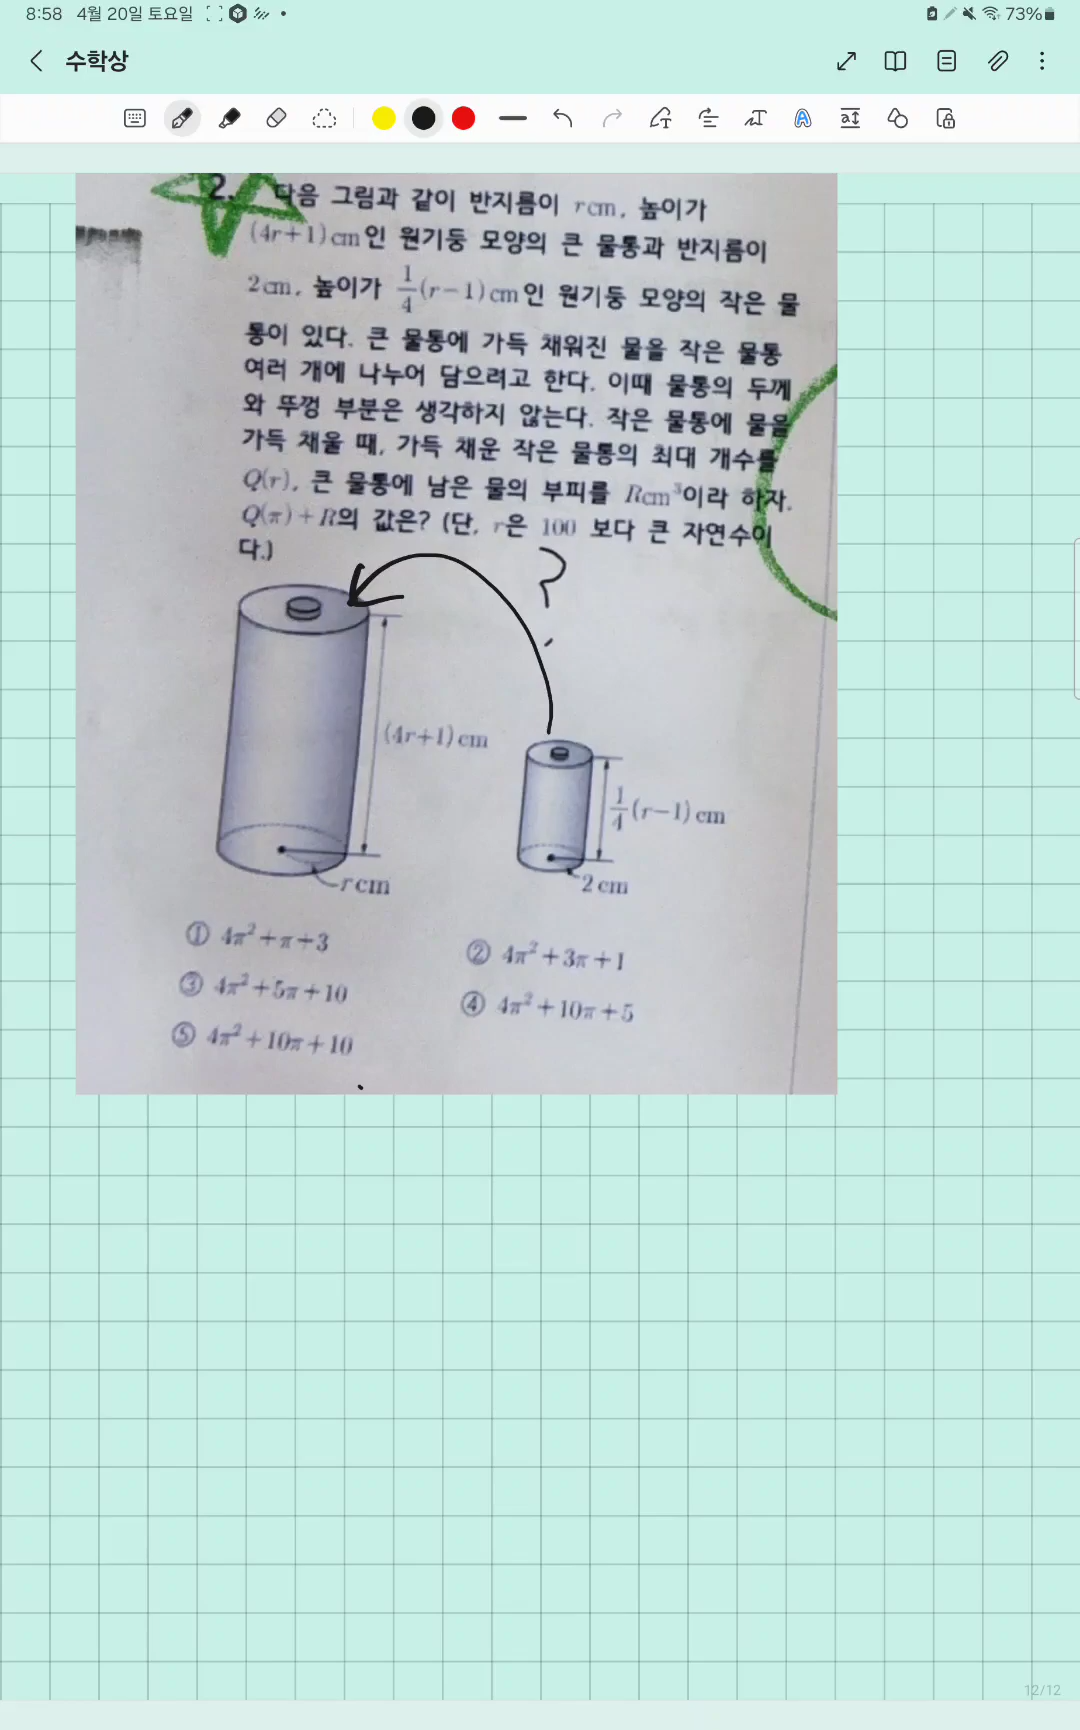 8:58 4월 20일 토요일
73%
수학상
2. 다음 그림과 같이 반지름이 r cm, 높이가
(4r+1) cm인 원기둥 모양의 큰 물통과 반지름이
2 cm, 높이가 1/4(r−1) cm인 원기둥 모양의 작은 물
통이 있다. 큰 물통에 가득 채워진 물을 작은 물통
여러 개에 나누어 담으려고 한다. 이때 물통의 두께
와 뚜껑 부분은 생각하지 않는다. 작은 물통에 물을
가득 채울 때, 가득 채운 작은 물통의 최대 개수를
Q(r), 큰 물통에 남은 물의 부피를 R cm³이라 하자.
Q(π)+R의 값은? (단, r은 100 보다 큰 자연수이
다.)
?
(4r+1) cm
1/4(r−1) cm
r cm
2 cm
① 4π²+π+3
② 4π²+3π+1
③ 4π²+5π+10
④ 4π²+10π+5
⑤ 4π²+10π+10
12/12